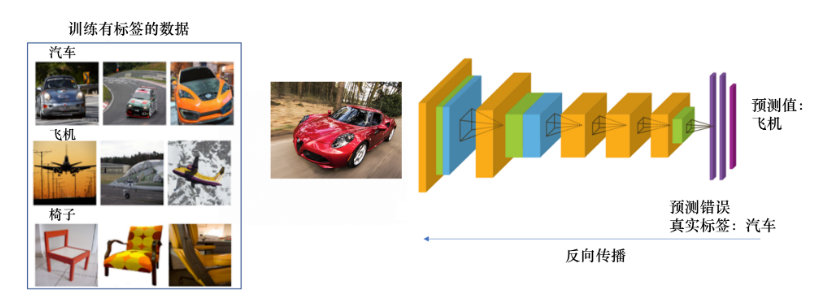 训练有标签的数据
汽车
飞机
椅子
预测值：
飞机
预测错误
真实标签：汽车
反向传播